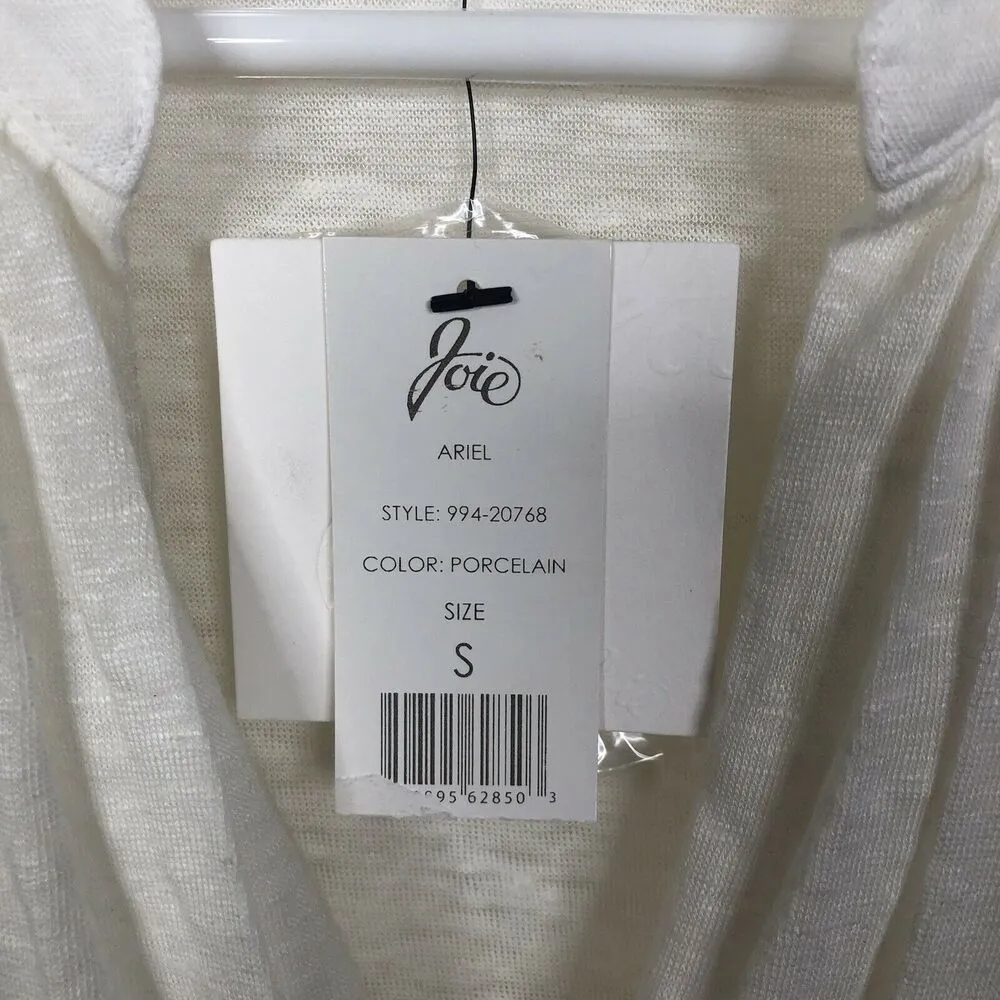 Joie
ARIEL
STYLE: 994-20768
COLOR: PORCELAIN
SIZE
S
95 62850 3